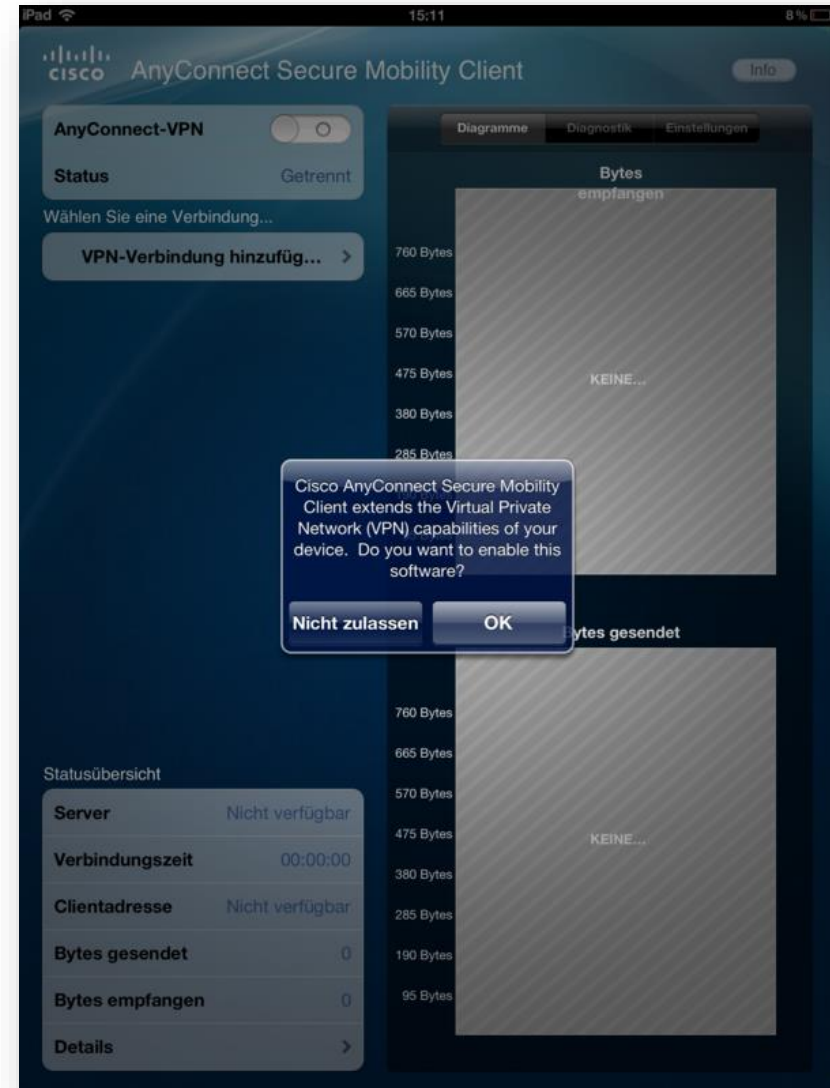 iPad 15:11 8 %
CISCO AnyConnect Secure Mobility Client Info
AnyConnect-VPN
Status Getrennt
Wählen Sie eine Verbindung...
VPN-Verbindung hinzufüg...
Diagramme Diagnostik Einstellungen
Bytes
empfangen
760 Bytes
665 Bytes
570 Bytes
475 Bytes
380 Bytes
285 Bytes
KEINE...
Cisco AnyConnect Secure Mobility
Client extends the Virtual Private
Network (VPN) capabilities of your
device. Do you want to enable this
software?
Nicht zulassen OK
Bytes gesendet
760 Bytes
665 Bytes
570 Bytes
475 Bytes
380 Bytes
285 Bytes
190 Bytes
95 Bytes
KEINE...
Statusübersicht
Server Nicht verfügbar
Verbindungszeit 00:00:00
Clientadresse Nicht verfügbar
Bytes gesendet 0
Bytes empfangen 0
Details